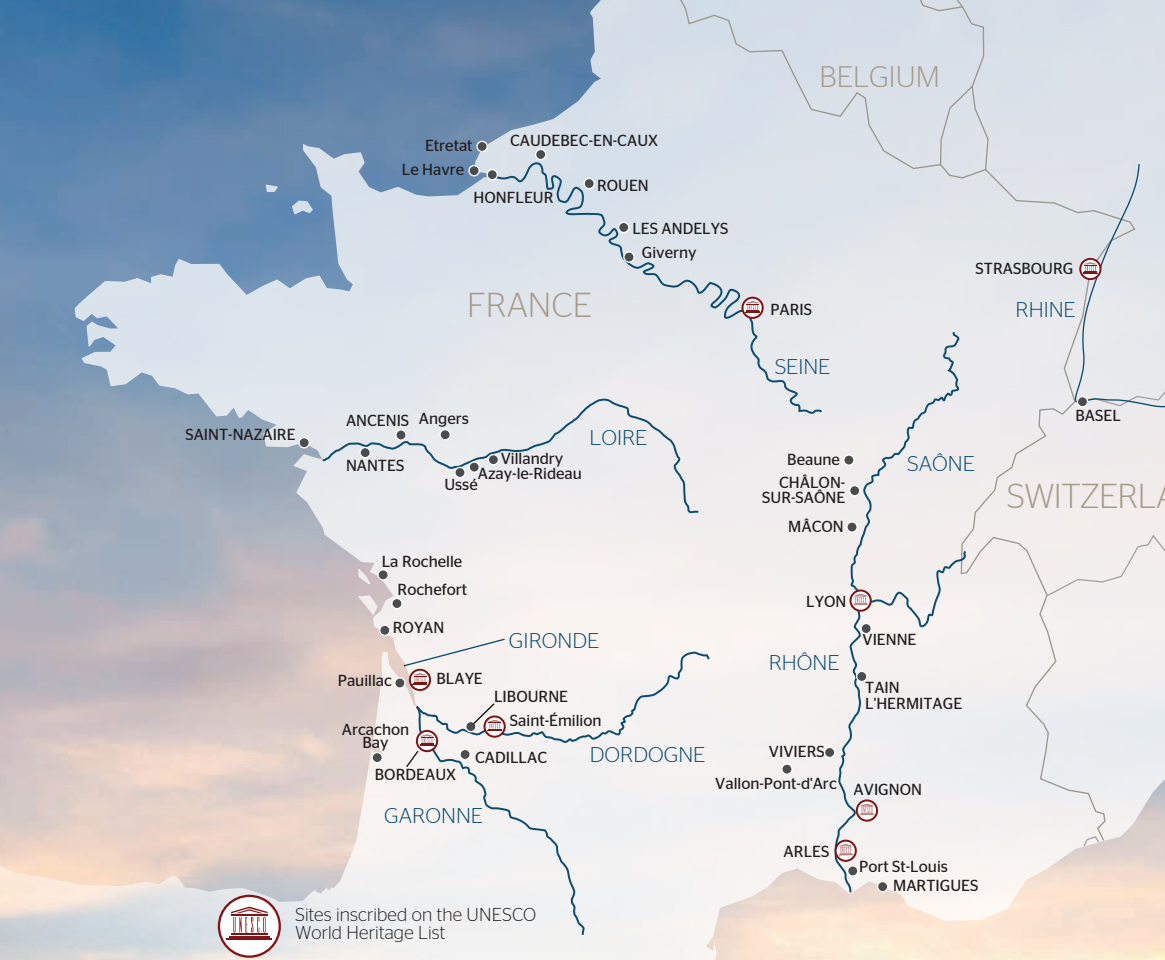 BELGIUM
Etretat
CAUDEBEC-EN-CAUX
Le Havre
HONFLEUR
ROUEN
LES ANDELYS
Giverny
STRASBOURG
FRANCE
PARIS
RHINE
SEINE
BASEL
ANCENIS
Angers
SAINT-NAZAIRE
LOIRE
NANTES
Villandry
Azay-le-Rideau
Ussé
Beaune
SAÔNE
CHÂLON-
SUR-SAÔNE
SWITZERLA
MÂCON
La Rochelle
Rochefort
LYON
ROYAN
VIENNE
GIRONDE
RHÔNE
Pauillac
BLAYE
TAIN
L'HERMITAGE
LIBOURNE
Saint-Émilion
Arcachon
Bay
BORDEAUX
CADILLAC
DORDOGNE
VIVIERS
Vallon-Pont-d'Arc
AVIGNON
GARONNE
ARLES
Port St-Louis
MARTIGUES
UNESCO
Sites inscribed on the UNESCO
World Heritage List